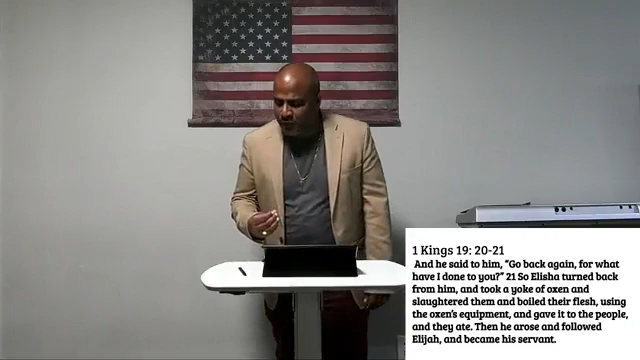 1 Kings 19: 20-21
And he said to him, “Go back again, for what
have I done to you?” 21 So Elisha turned back
from him, and took a yoke of oxen and
slaughtered them and boiled their flesh, using
the oxen’s equipment, and gave it to the people,
and they ate. Then he arose and followed
Elijah, and became his servant.